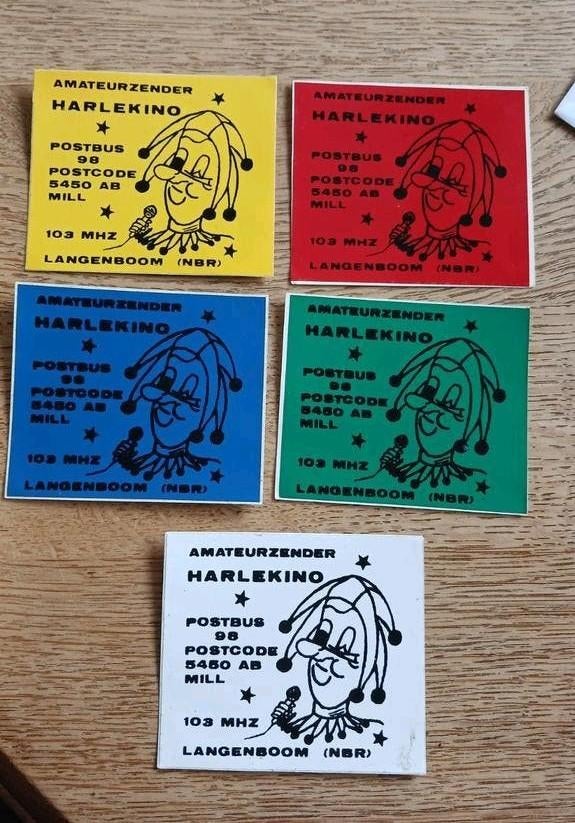 AMATEURZENDER
HARLEKINO
POSTBUS
98
POSTCODE
5450 AB
MILL
103 MHZ
LANGENBOOM (NBR)
AMATEURZENDER
HARLEKINO
POSTBUS
98
POSTCODE
5450 AB
MILL
103 MHZ
LANGENBOOM (NBR)
AMATEURZENDER
HARLEKINO
POSTBUS
98
POSTCODE
5450 AB
MILL
103 MHZ
LANGENBOOM (NBR)
AMATEURZENDER
HARLEKINO
POSTBUS
98
POSTCODE
5450 AB
MILL
103 MHZ
LANGENBOOM (NBR)
AMATEURZENDER
HARLEKINO
POSTBUS
98
POSTCODE
5450 AB
MILL
103 MHZ
LANGENBOOM (NBR)